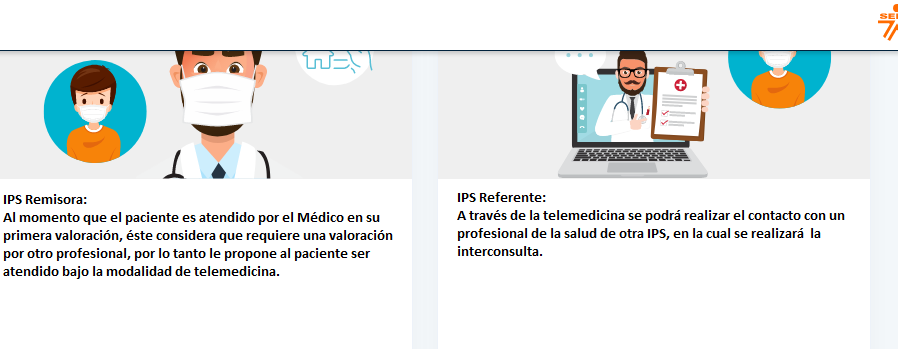 IPS Remisora:
Al momento que el paciente es atendido por el Médico en su
primera valoración, éste considera que requiere una valoración
por otro profesional, por lo tanto le propone al paciente ser
atendido bajo la modalidad de telemedicina.
IPS Referente:
A través de la telemedicina se podrá realizar el contacto con un
profesional de la salud de otra IPS, en la cual se realizará la
interconsulta.